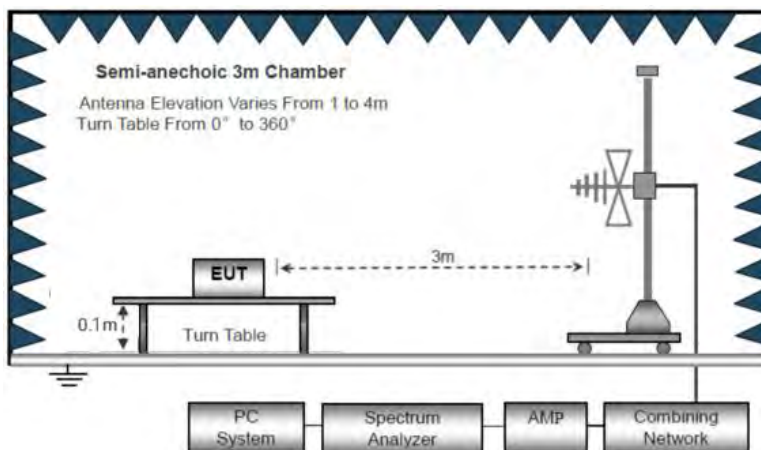 Semi-anechoic 3m Chamber
Antenna Elevation Varies From 1 to 4m
Turn Table From 0° to 360°
3m
EUT
0.1m
Turn Table
PC
System
Spectrum
Analyzer
AMP
Combining
Network